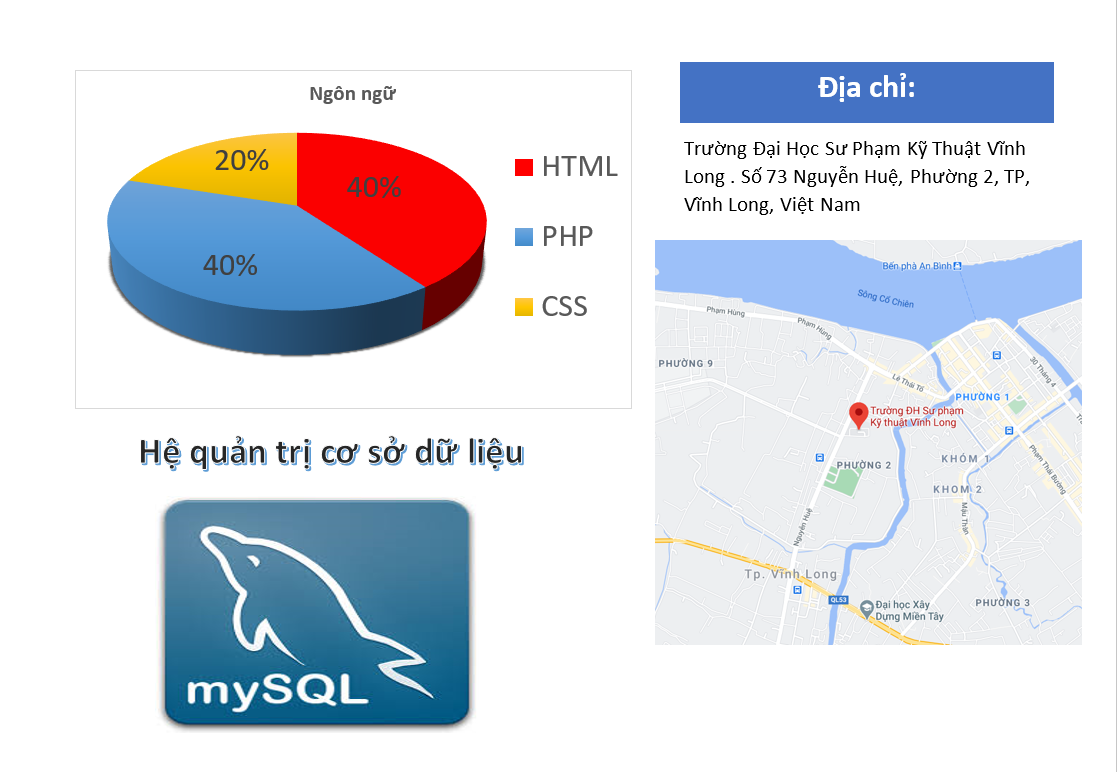 Ngôn ngữ
20%
40%
40%
HTML
PHP
CSS
Hệ quản trị cơ sở dữ liệu
mySQL
Địa chỉ:
Trường Đại Học Sư Phạm Kỹ Thuật Vĩnh
Long . Số 73 Nguyễn Huệ, Phường 2, TP,
Vĩnh Long, Việt Nam
Bến phà An Bình
Sông Cổ Chiên
Phạm Hùng
Phạm Hùng
PHƯỜNG 9
Lê Thái Tổ
30 Tháng 4
PHƯỜNG 1
Trường ĐH Sư phạm
Kỹ thuật Vĩnh Long
PHƯỜNG 2
KHÓM 1
Phạm Thái Bường
KHOM 2
Mậu Thân
Nguyễn Huệ
Tp. Vĩnh Long
QL53
Đại học Xây
Dựng Miền Tây
PHƯỜNG 3